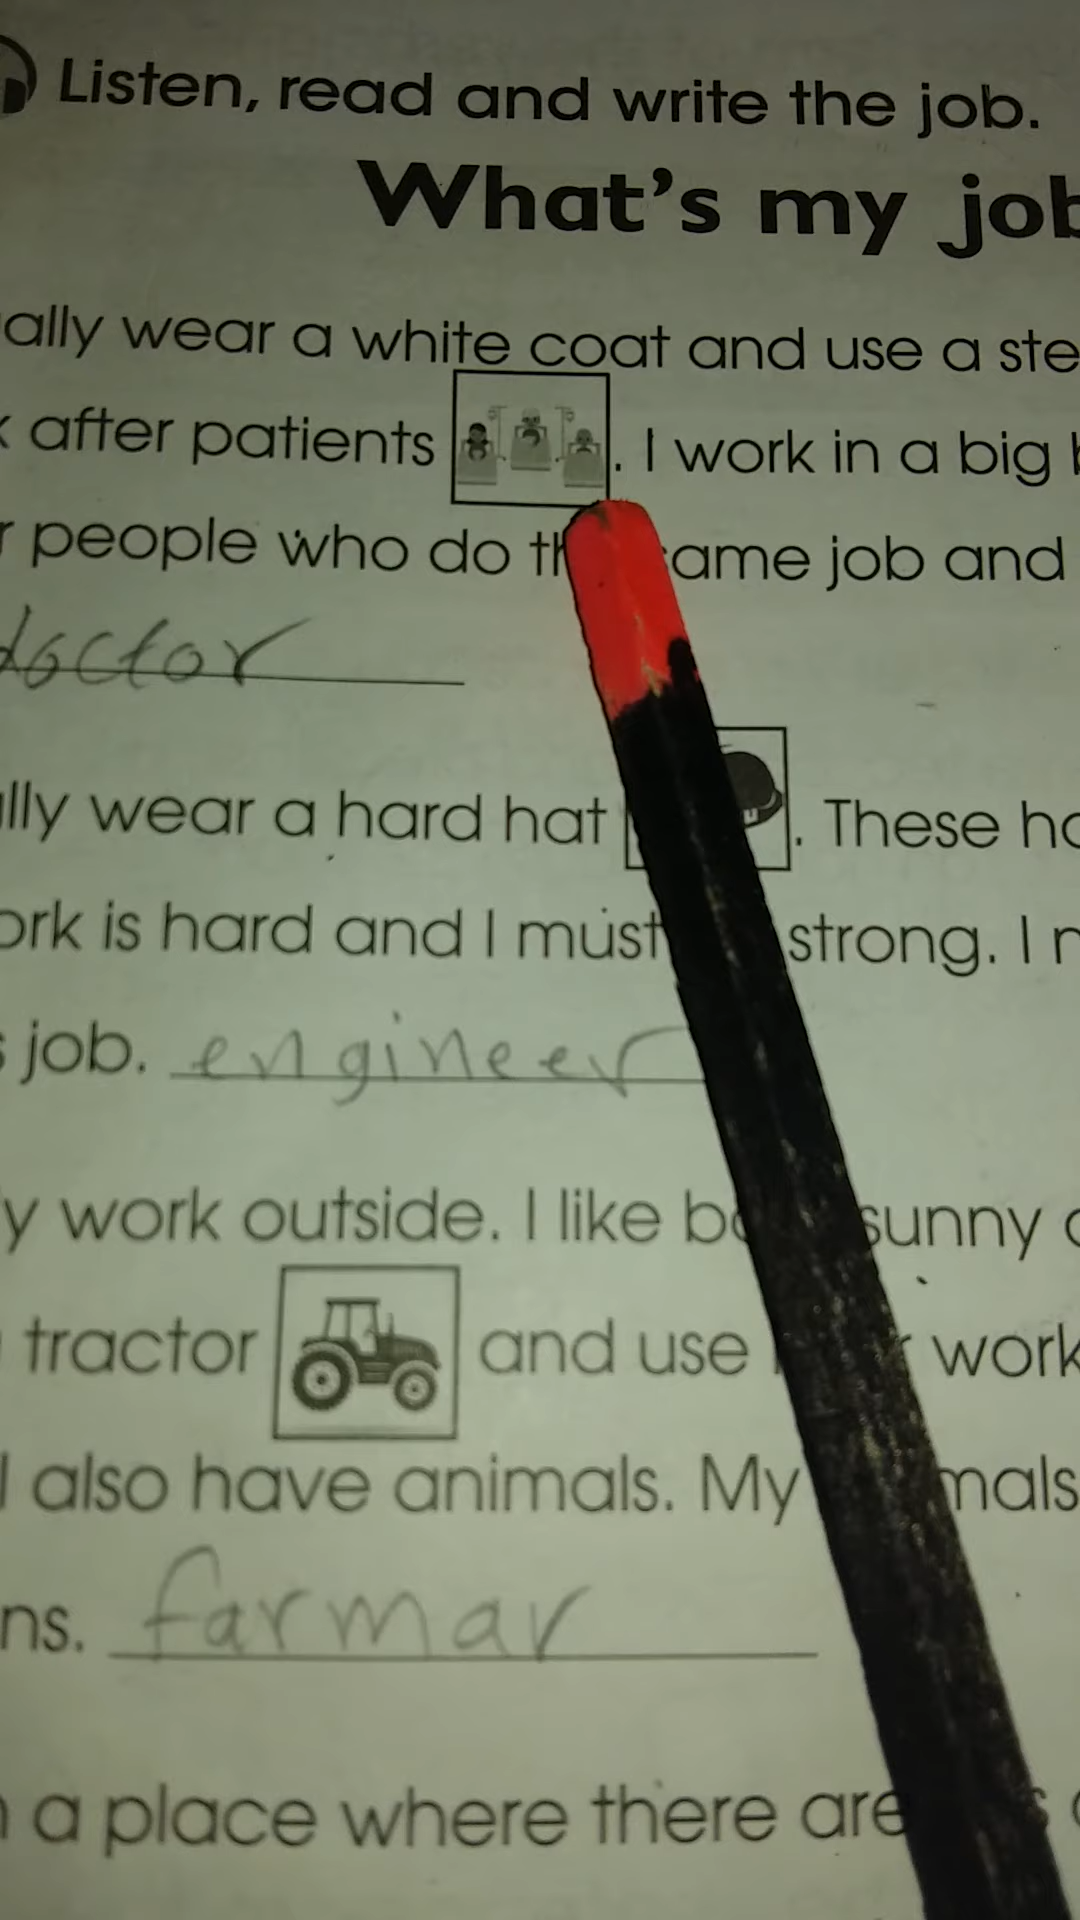 Listen, read and write the job.
What's my job
ally wear a white coat and use a ste
after patients . I work in a big
people who do same job and
doctor
lly wear a hard hat . These
ork is hard and I must strong. I
job. engineer
y work outside. I like sunny
tractor and use work
I also have animals. My
ns. farmar
a place where there are